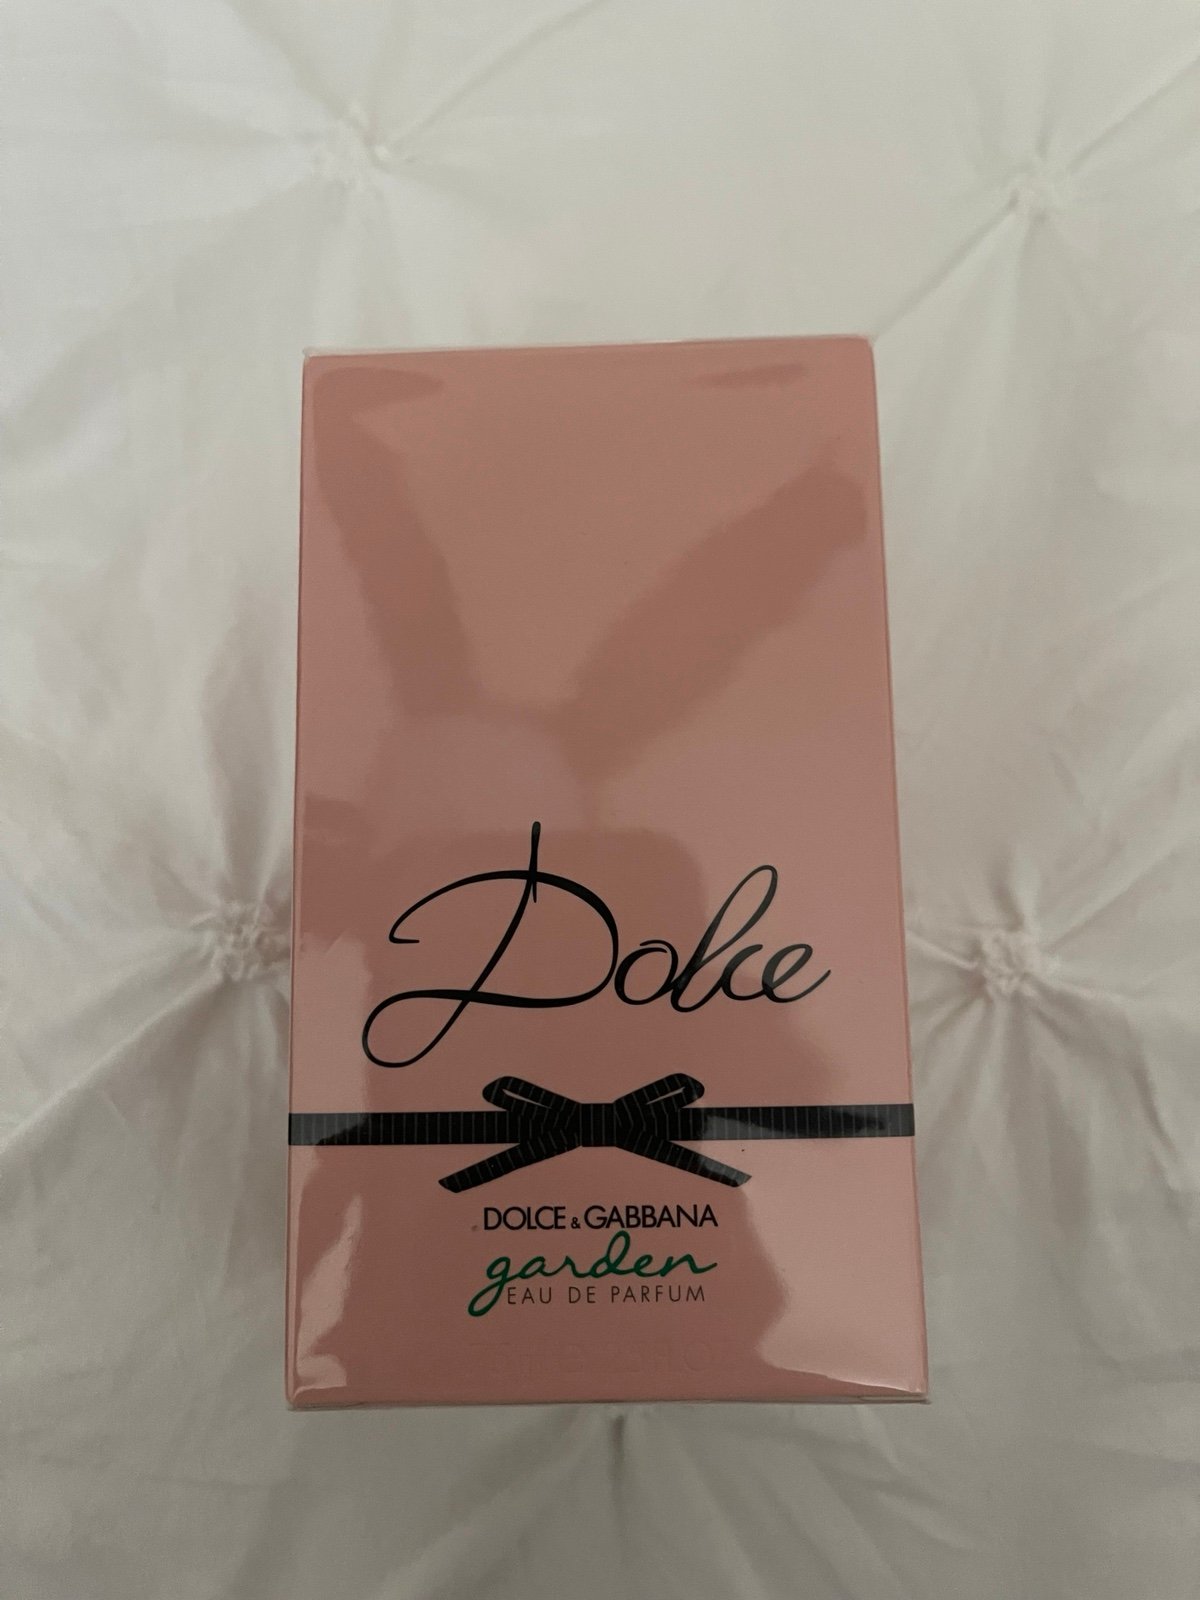 Dolce
DOLCE & GABBANA
garden
EAU DE PARFUM